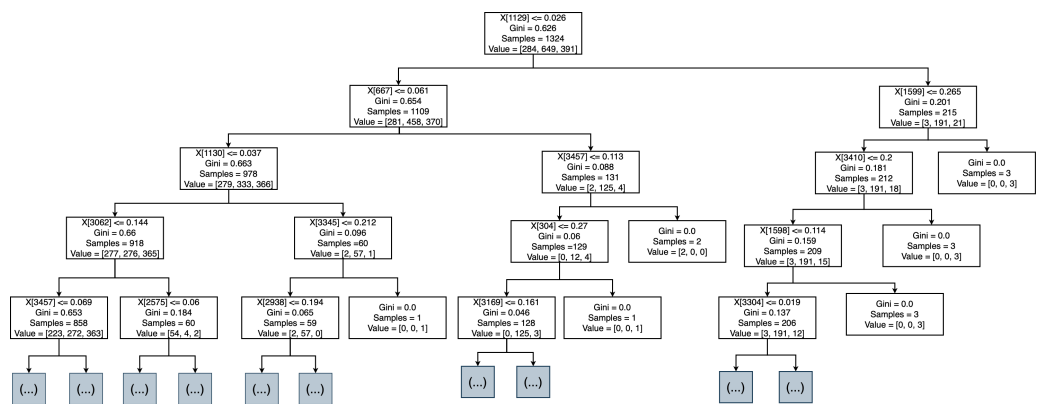 X[1129] <= 0.026
Gini = 0.626
Samples = 1324
Value = [284, 649, 391]
X[667] <= 0.061
Gini = 0.654
Samples = 1109
Value = [281, 458, 370]
X[1599] <= 0.265
Gini = 0.201
Samples = 215
Value = [3, 191, 21]
X[1130] <= 0.037
Gini = 0.663
Samples = 978
Value = [279, 333, 366]
X[3457] <= 0.113
Gini = 0.088
Samples = 131
Value = [2, 125, 4]
X[3410] <= 0.2
Gini = 0.181
Samples = 212
Value = [3, 191, 18]
Gini = 0.0
Samples = 3
Value = [0, 0, 3]
X[3062] <= 0.144
Gini = 0.66
Samples = 918
Value = [277, 276, 365]
X[3345] <= 0.212
Gini = 0.096
Samples =60
Value = [2, 57, 1]
X[304] <= 0.27
Gini = 0.06
Samples =129
Value = [0, 12, 4]
Gini = 0.0
Samples = 2
Value = [2, 0, 0]
X[1598] <= 0.114
Gini = 0.159
Samples = 209
Value = [3, 191, 15]
Gini = 0.0
Samples = 3
Value = [0, 0, 3]
X[3457] <= 0.069
Gini = 0.653
Samples = 858
Value = [223, 272, 363]
X[2575] <= 0.06
Gini = 0.184
Samples = 60
Value = [54, 4, 2]
X[2938] <= 0.194
Gini = 0.065
Samples = 59
Value = [2, 57, 0]
Gini = 0.0
Samples = 1
Value = [0, 0, 1]
X[3169] <= 0.161
Gini = 0.046
Samples = 128
Value = [0, 125, 3]
Gini = 0.0
Samples = 1
Value = [0, 0, 1]
X[3304] <= 0.019
Gini = 0.137
Samples = 206
Value = [3, 191, 12]
Gini = 0.0
Samples = 3
Value = [0, 0, 3]
(...)
(...)
(...)
(...)
(...)
(...)
(...)
(...)
(...)
(...)